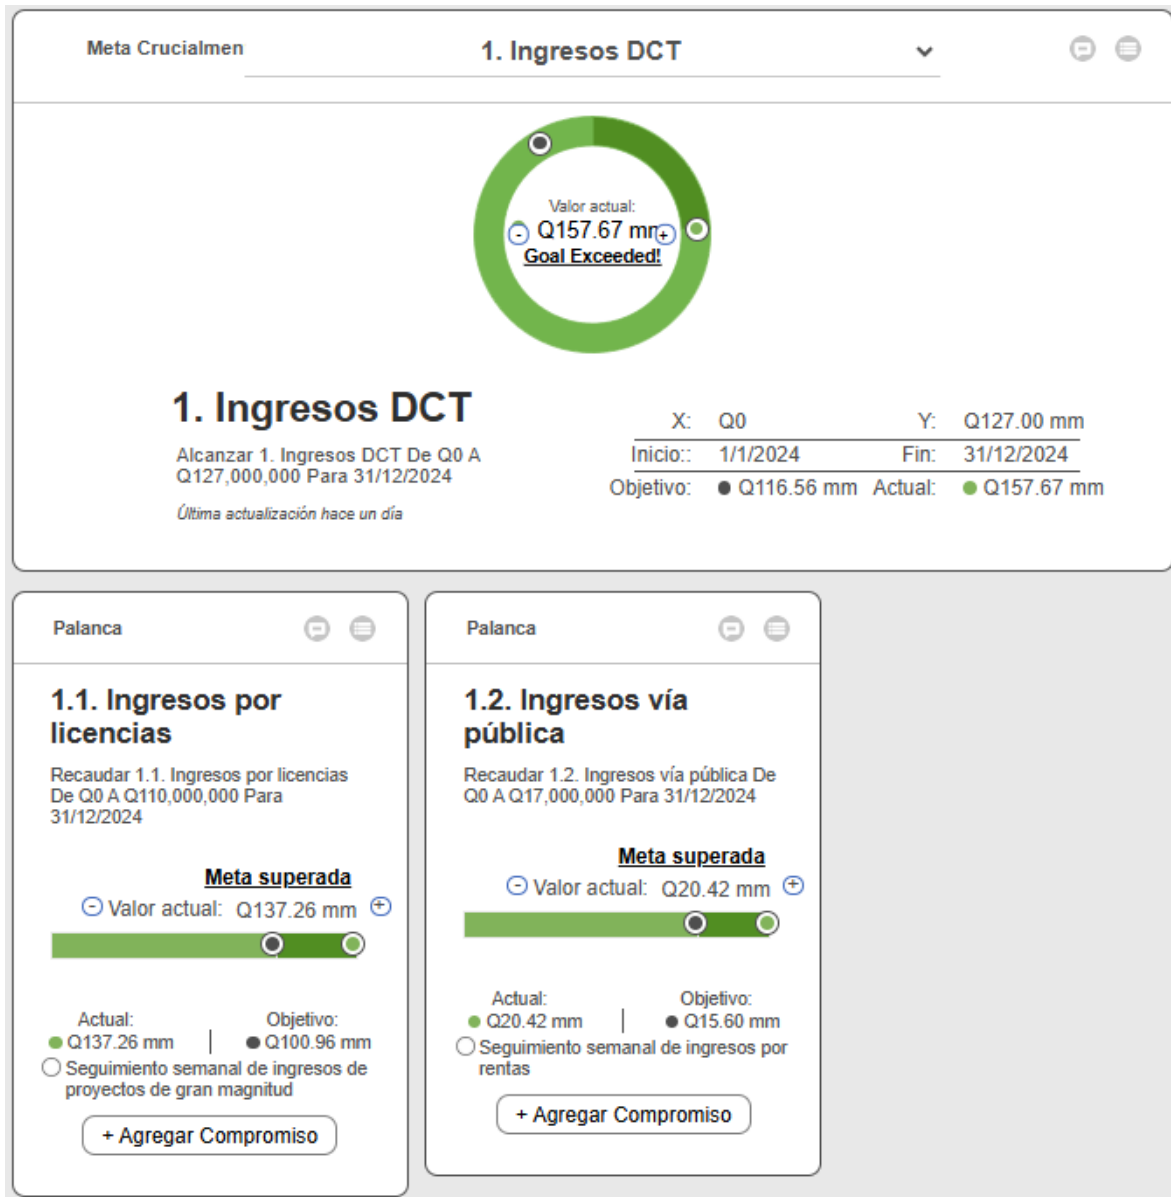 Meta Crucialmen
1. Ingresos DCT
Valor actual:
- Q157.67 mm +
Goal Exceeded!
1. Ingresos DCT
Alcanzar 1. Ingresos DCT De Q0 A
Q127,000,000 Para 31/12/2024
Última actualización hace un día
X: Q0 Y: Q127.00 mm
Inicio:: 1/1/2024 Fin: 31/12/2024
Objetivo: Q116.56 mm Actual: Q157.67 mm
Palanca
1.1. Ingresos por
licencias
Recaudar 1.1. Ingresos por licencias
De Q0 A Q110,000,000 Para
31/12/2024
Meta superada
- Valor actual: Q137.26 mm +
Actual: Objetivo:
Q137.26 mm Q100.96 mm
Seguimiento semanal de ingresos de
proyectos de gran magnitud
+ Agregar Compromiso
Palanca
1.2. Ingresos vía
pública
Recaudar 1.2. Ingresos vía pública De
Q0 A Q17,000,000 Para 31/12/2024
Meta superada
- Valor actual: Q20.42 mm +
Actual: Objetivo:
Q20.42 mm Q15.60 mm
Seguimiento semanal de ingresos por
rentas
+ Agregar Compromiso